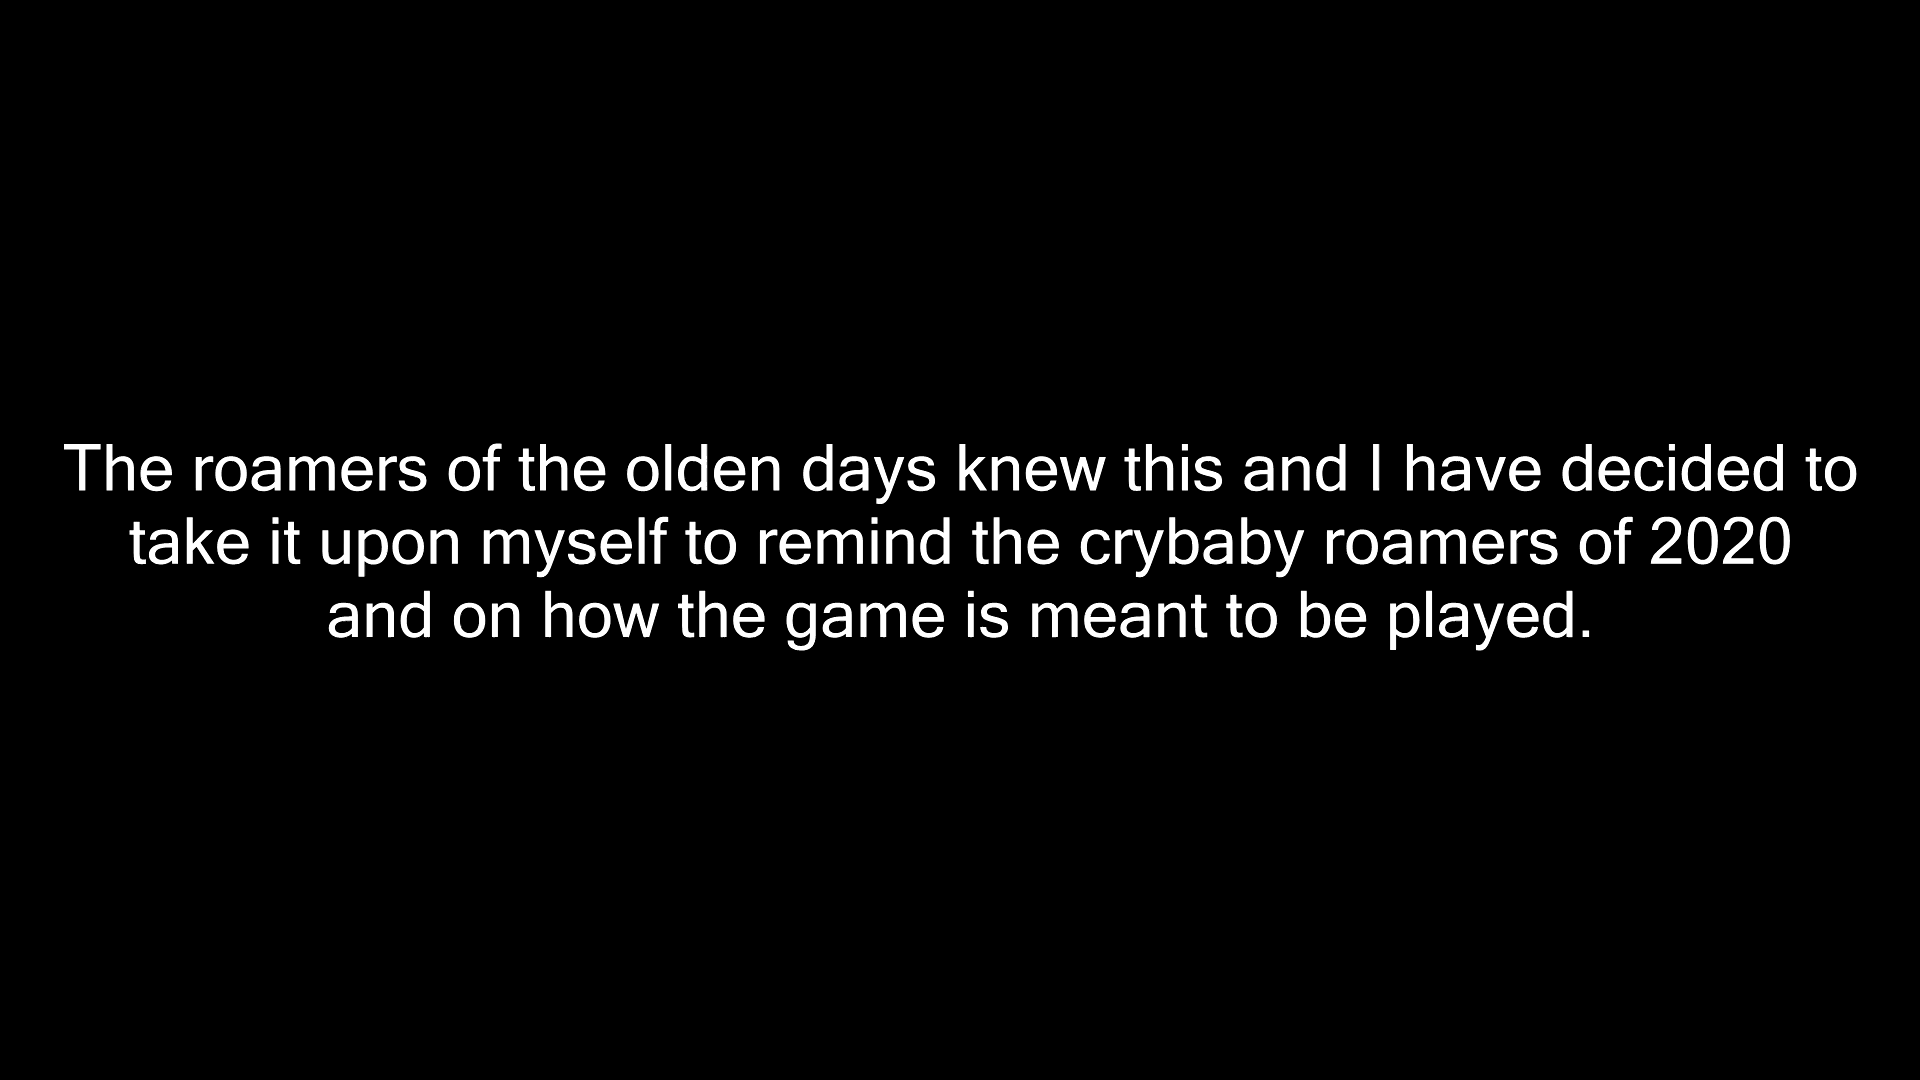 The roamers of the olden days knew this and I have decided to
take it upon myself to remind the crybaby roamers of 2020
and on how the game is meant to be played.